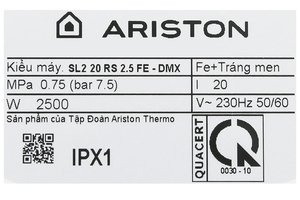 ARISTON
Kiểu máy. SL2 20 RS 2.5 FE - DMX Fe+Tráng men
MPa 0.75 (bar 7.5) l 20
W 2500 V~ 230Hz 50/60
Sản phẩm của Tập Đoàn Ariston Thermo
IPX1
QUACERT
0030 - 10